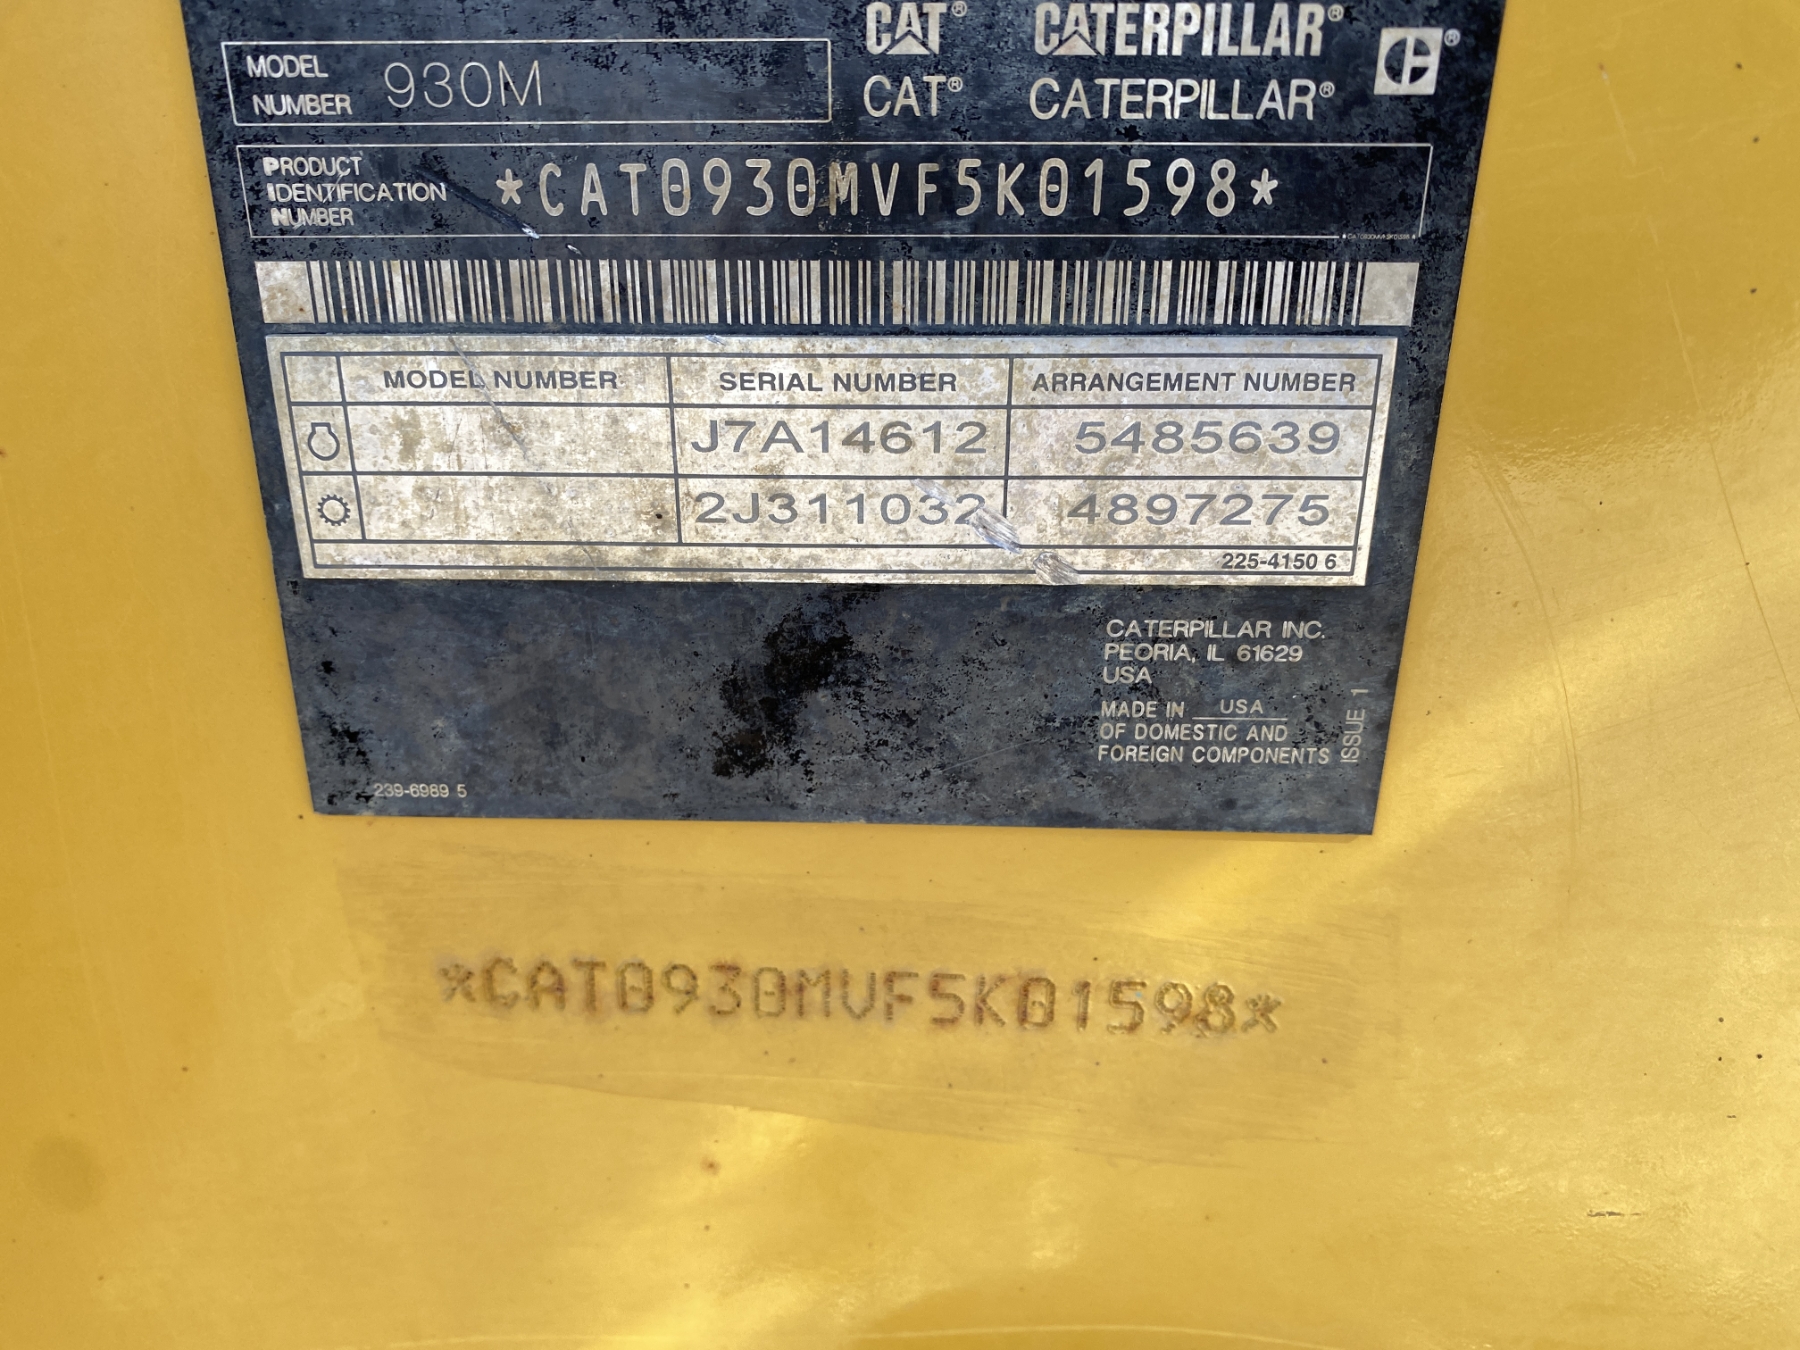 CAT® CATERPILLAR®
CAT® CATERPILLAR®
MODEL
NUMBER 930M
PRODUCT
IDENTIFICATION
NUMBER
*CAT0930MVF5K01598*
MODEL NUMBER SERIAL NUMBER ARRANGEMENT NUMBER
J7A14612 5485639
2J311032 4897275
225-4150 6
CATERPILLAR INC.
PEORIA, IL 61629
USA
MADE IN USA
OF DOMESTIC AND
FOREIGN COMPONENTS
ISSUE 1
239-6989 5
*CAT0930MVF5K01598*